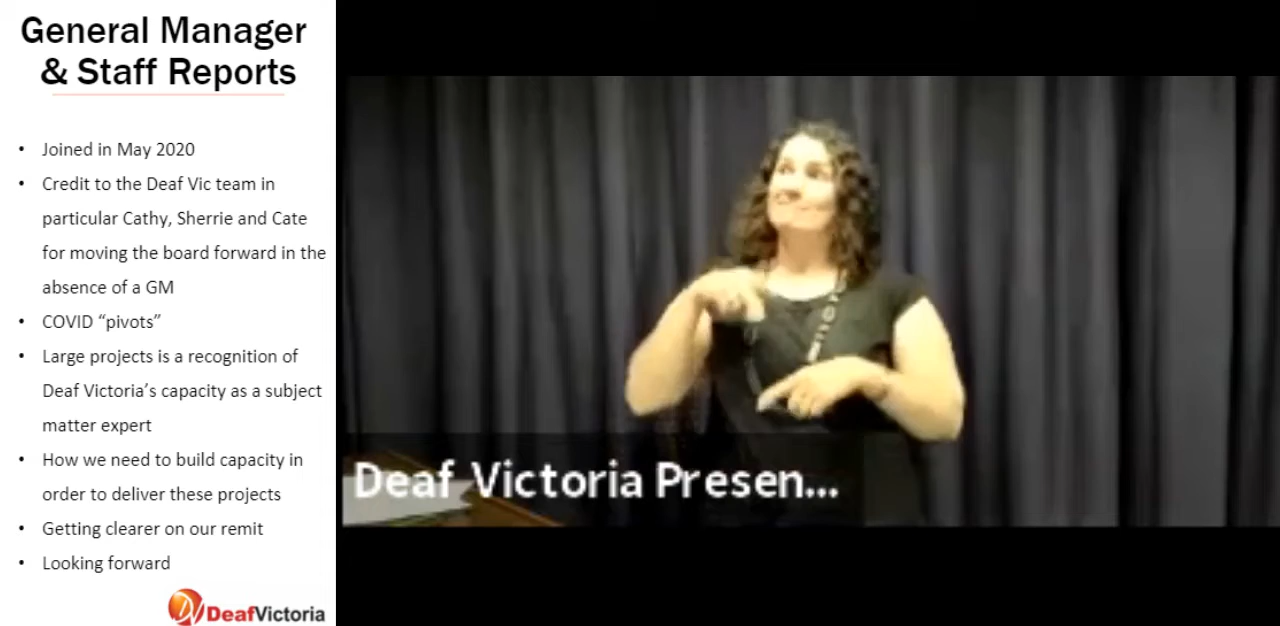 General Manager
& Staff Reports
• Joined in May 2020
• Credit to the Deaf Vic team in
particular Cathy, Sherrie and Cate
for moving the board forward in the
absence of a GM
• COVID “pivots”
• Large projects is a recognition of
Deaf Victoria’s capacity as a subject
matter expert
• How we need to build capacity in
order to deliver these projects
• Getting clearer on our remit
• Looking forward
DeafVictoria
Deaf Victoria Presen...